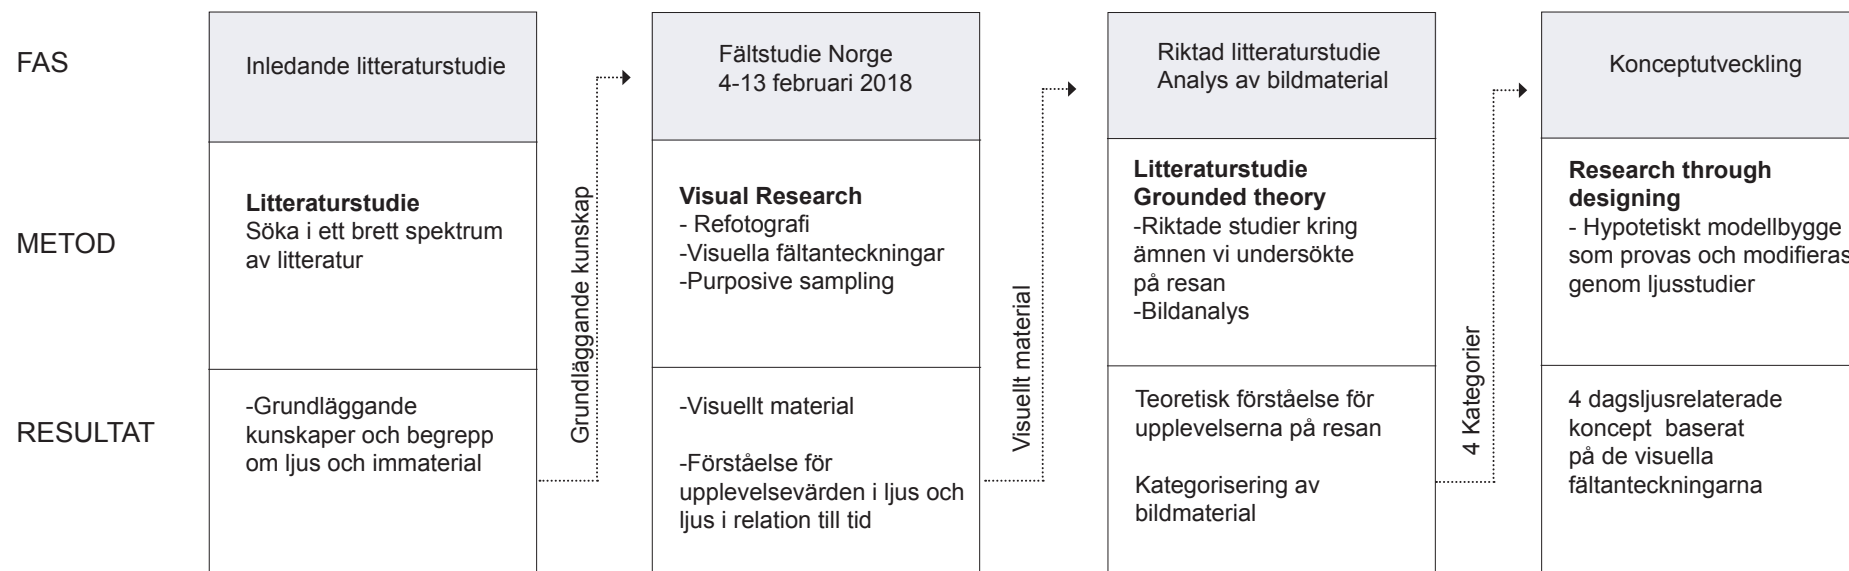 FAS
Inledande litteraturstudie
Fältstudie Norge
4-13 februari 2018
Riktad litteraturstudie
Analys av bildmaterial
Konceptutveckling
METOD
Litteraturstudie
Söka i ett brett spektrum
av litteratur
Grundläggande kunskap
Visual Research
- Refotografi
-Visuella fältanteckningar
-Purposive sampling
Visuellt material
Litteraturstudie
Grounded theory
-Riktade studier kring
ämnen vi undersökte
på resan
-Bildanalys
4 Kategorier
Research through
designing
- Hypotetiskt modellbygge
som provas och modifieras
genom ljusstudier
RESULTAT
-Grundläggande
kunskaper och begrepp
om ljus och immaterial
-Visuellt material
-Förståelse för
upplevelsevärden i ljus och
ljus i relation till tid
Teoretisk förståelse för
upplevelserna på resan
Kategorisering av
bildmaterial
4 dagsljusrelaterade
koncept  baserat
på de visuella
fältanteckningarna